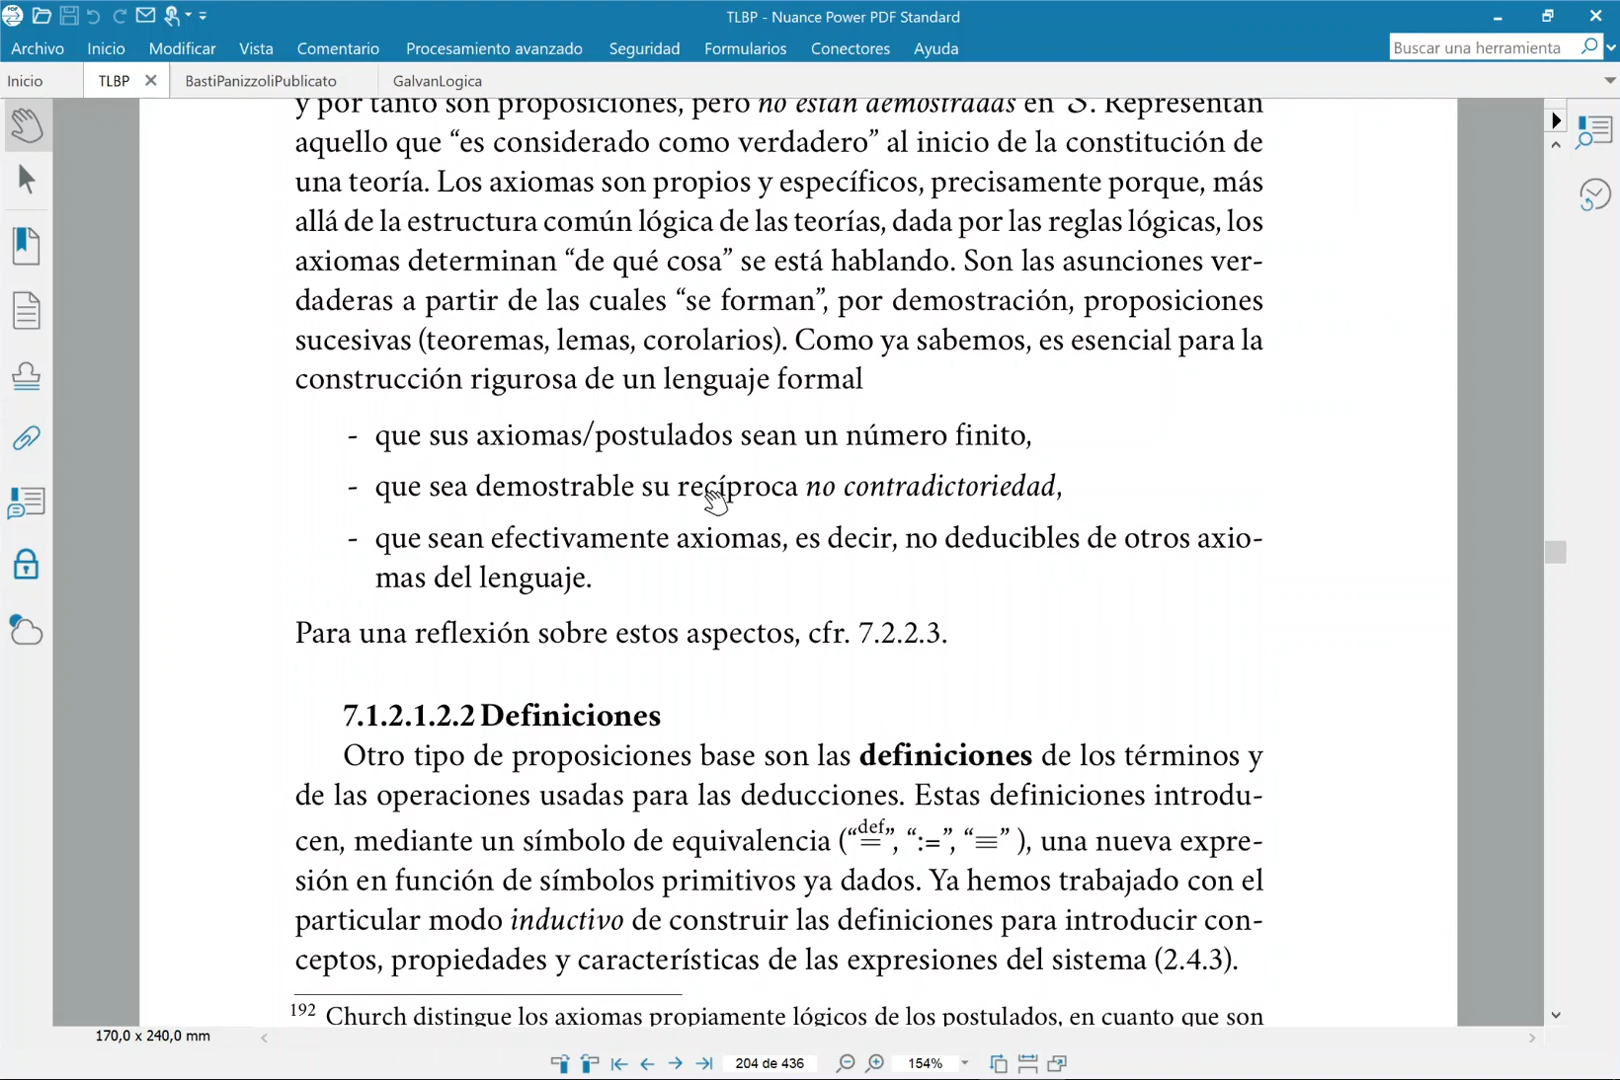 TLBP - Nuance Power PDF Standard
Archivo Inicio Modificar Vista Comentario Procesamiento avanzado Seguridad Formularios Conectores Ayuda
Buscar una herramienta
Inicio TLBP BastiPanizzoliPublicato GalvanLogica
y por tanto son proposiciones, pero no están demostradas en S. Representan
aquello que “es considerado como verdadero” al inicio de la constitución de
una teoría. Los axiomas son propios y específicos, precisamente porque, más
allá de la estructura común lógica de las teorías, dada por las reglas lógicas, los
axiomas determinan “de qué cosa” se está hablando. Son las asunciones ver-
daderas a partir de las cuales “se forman”, por demostración, proposiciones
sucesivas (teoremas, lemas, corolarios). Como ya sabemos, es esencial para la
construcción rigurosa de un lenguaje formal
- que sus axiomas/postulados sean un número finito,
- que sea demostrable su recíproca no contradictoriedad,
- que sean efectivamente axiomas, es decir, no deducibles de otros axio-
mas del lenguaje.
Para una reflexión sobre estos aspectos, cfr. 7.2.2.3.
7.1.2.1.2.2 Definiciones
Otro tipo de proposiciones base son las definiciones de los términos y
de las operaciones usadas para las deducciones. Estas definiciones introdu-
cen, mediante un símbolo de equivalencia (“≝”, “:=”, “≡” ), una nueva expre-
sión en función de símbolos primitivos ya dados. Ya hemos trabajado con el
particular modo inductivo de construir las definiciones para introducir con-
ceptos, propiedades y características de las expresiones del sistema (2.4.3).
192 Church distingue los axiomas propiamente lógicos de los postulados, en cuanto que son
170,0 x 240,0 mm
204 de 436 154%